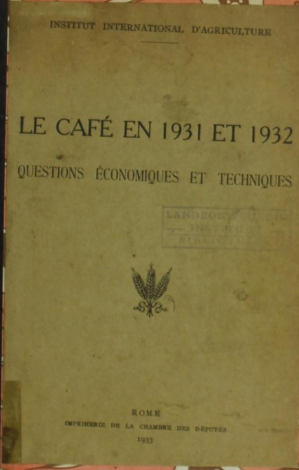 INSTITUT INTERNATIONAL D'AGRICULTURE
LE CAFÉ EN 1931 ET 1932
QUESTIONS ÉCONOMIQUES ET TECHNIQUES
ROME
IMPRIMERIE DE LA CHAMBRE DES DÉPUTÉS
1933